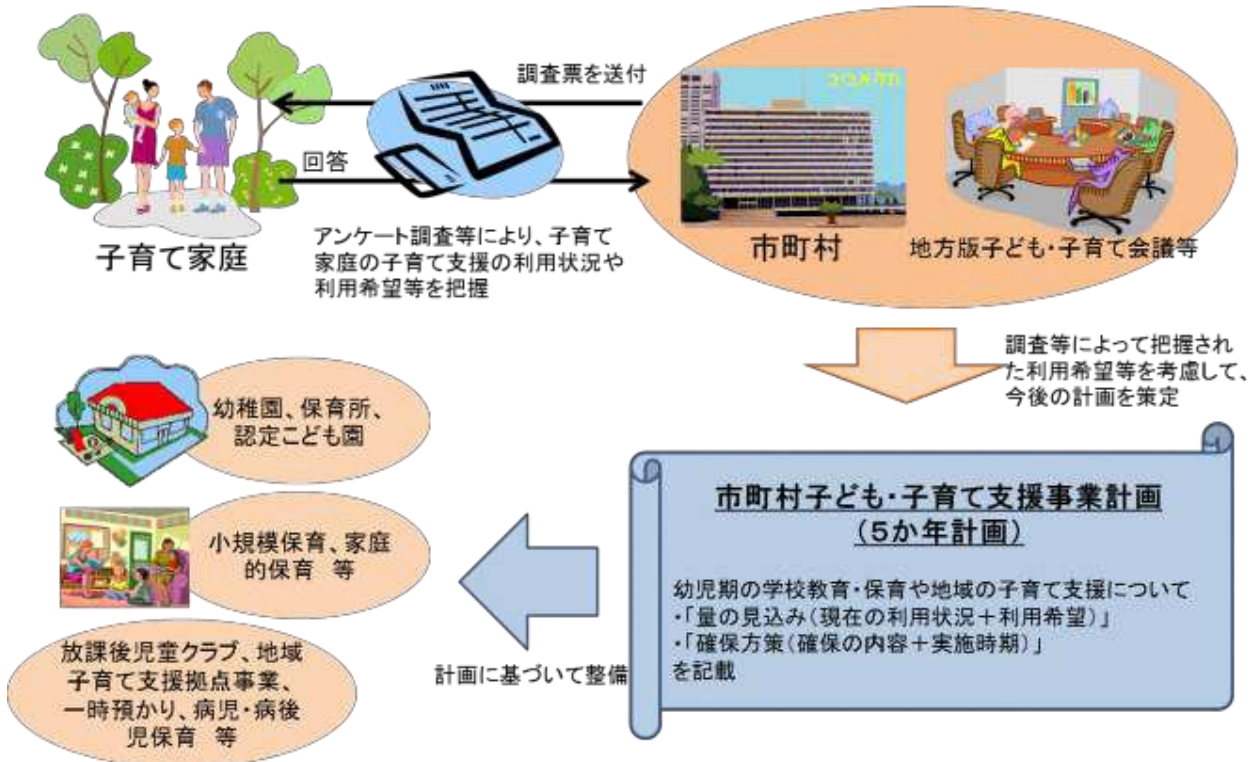 調査票を送付
回答
子育て家庭
アンケート調査等により、子育て
家庭の子育て支援の利用状況や
利用希望等を把握
市町村
地方版子ども・子育て会議等
調査等によって把握され
た利用希望等を考慮して、
今後の計画を策定
市町村子ども・子育て支援事業計画
(5か年計画)
幼児期の学校教育・保育や地域の子育て支援について
・「量の見込み(現在の利用状況+利用希望)」
・「確保方策(確保の内容+実施時期)」
を記載
計画に基づいて整備
幼稚園、保育所、
認定こども園
小規模保育、家庭
的保育 等
放課後児童クラブ、地域
子育て支援拠点事業、
一時預かり、病児・病後
児保育 等